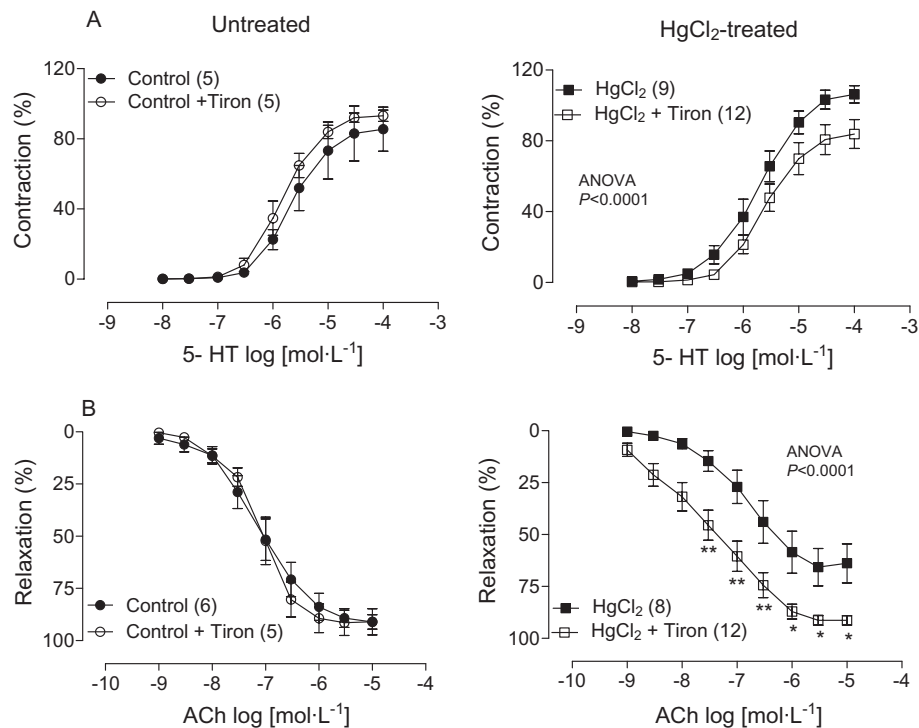 A
Untreated
HgCl₂-treated
120
80
40
0
Contraction (%)
Control (5)
Control +Tiron (5)
-9 -8 -7 -6 -5 -4 -3
5- HT log [mol·L⁻¹]
120
80
40
0
Contraction (%)
HgCl₂ (9)
HgCl₂ + Tiron (12)
ANOVA
P<0.0001
-9 -8 -7 -6 -5 -4 -3
5- HT log [mol·L⁻¹]
B
0
25
50
75
100
Relaxation (%)
Control (6)
Control + Tiron (5)
-10 -9 -8 -7 -6 -5 -4
ACh log [mol·L⁻¹]
0
25
50
75
100
Relaxation (%)
ANOVA
P<0.0001
** ** ** * * *
HgCl₂ (8)
HgCl₂ + Tiron (12)
-10 -9 -8 -7 -6 -5 -4
ACh log [mol·L⁻¹]